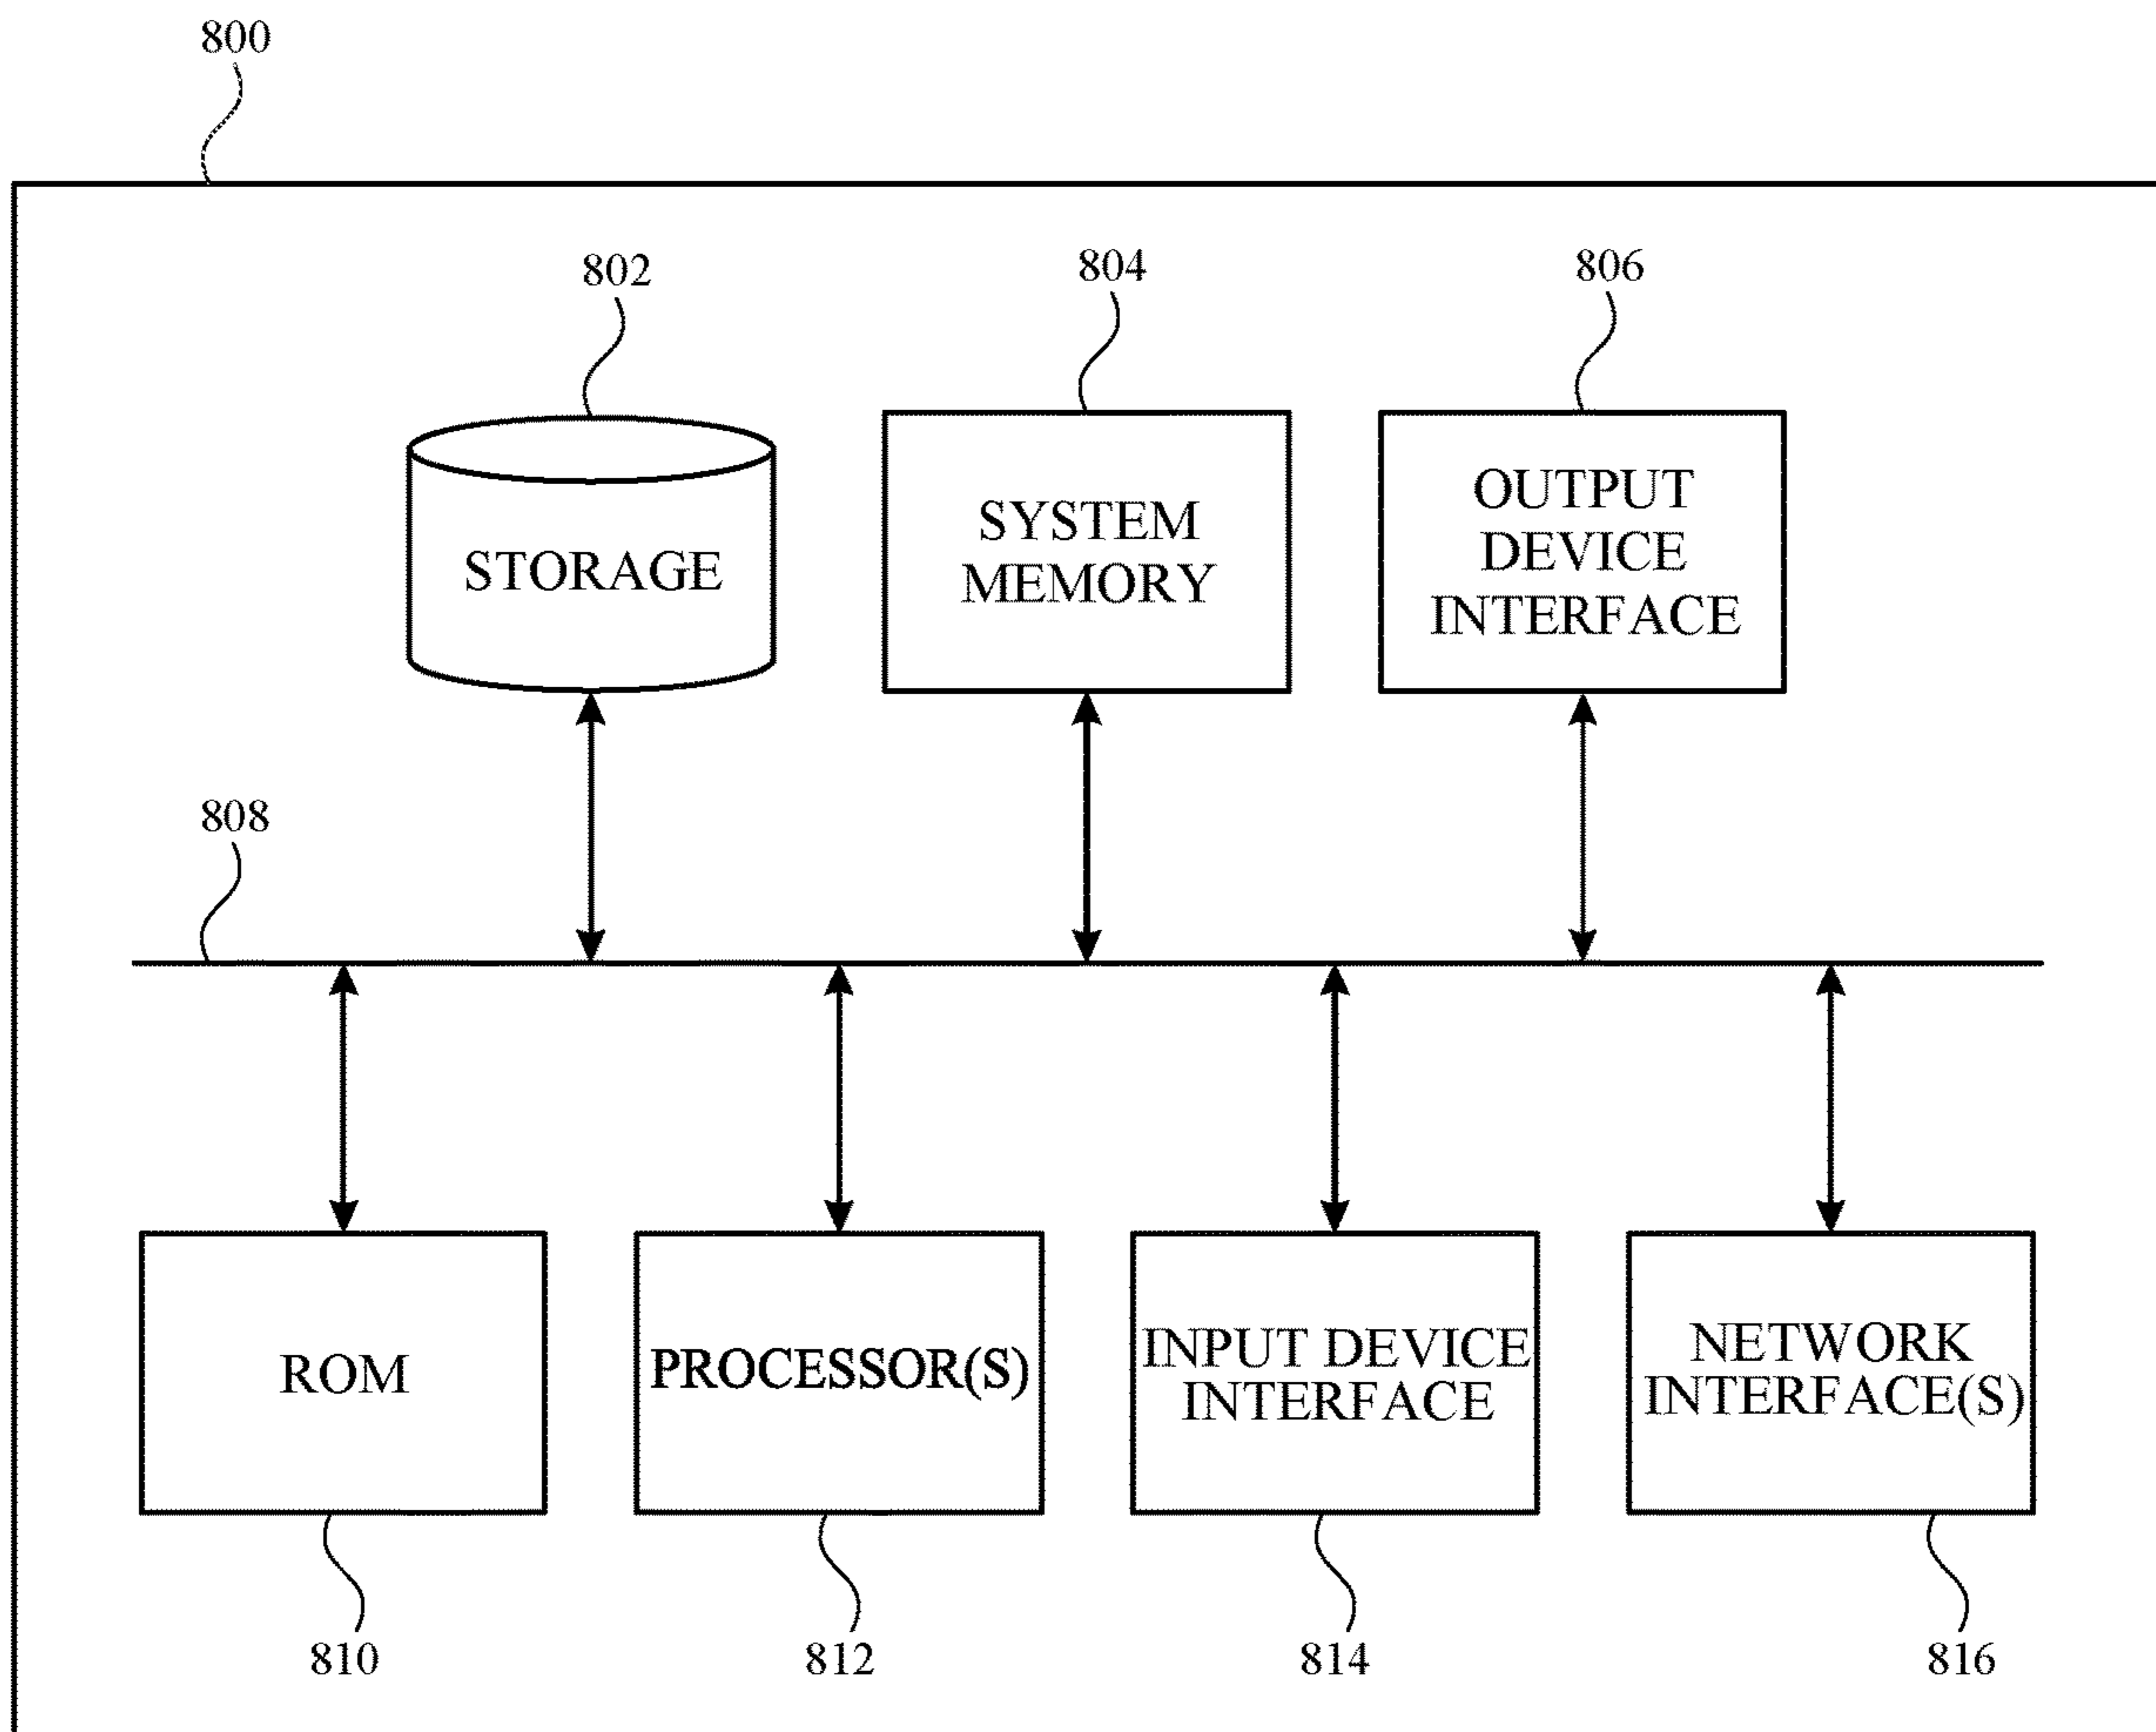 800
802
804
806
STORAGE
SYSTEM
MEMORY
OUTPUT
DEVICE
INTERFACE
808
ROM
PROCESSOR(S)
INPUT DEVICE
INTERFACE
NETWORK
INTERFACE(S)
810
812
814
816